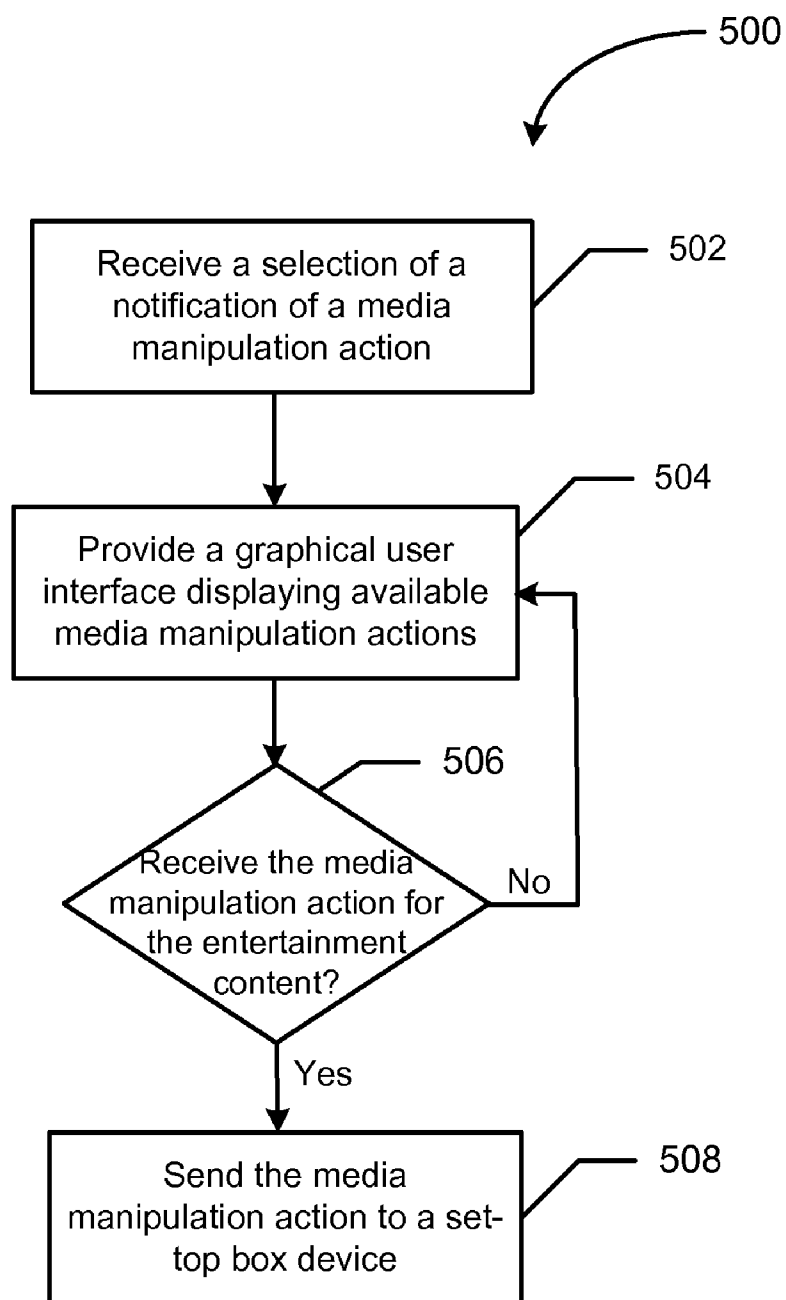 500
Receive a selection of a
notification of a media
manipulation action
502
504
Provide a graphical user
interface displaying available
media manipulation actions
506
Receive the media
manipulation action for
the entertainment
content?
No
Yes
Send the media
manipulation action to a set-
top box device
508